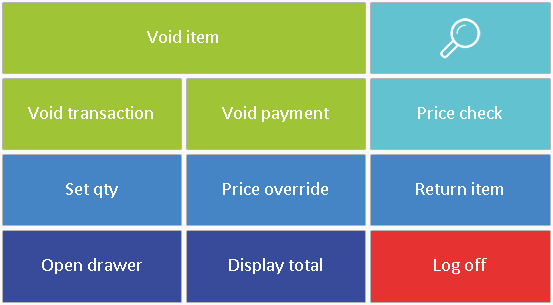 Void item
Void transaction
Void payment
Price check
Set qty
Price override
Return item
Open drawer
Display total
Log off